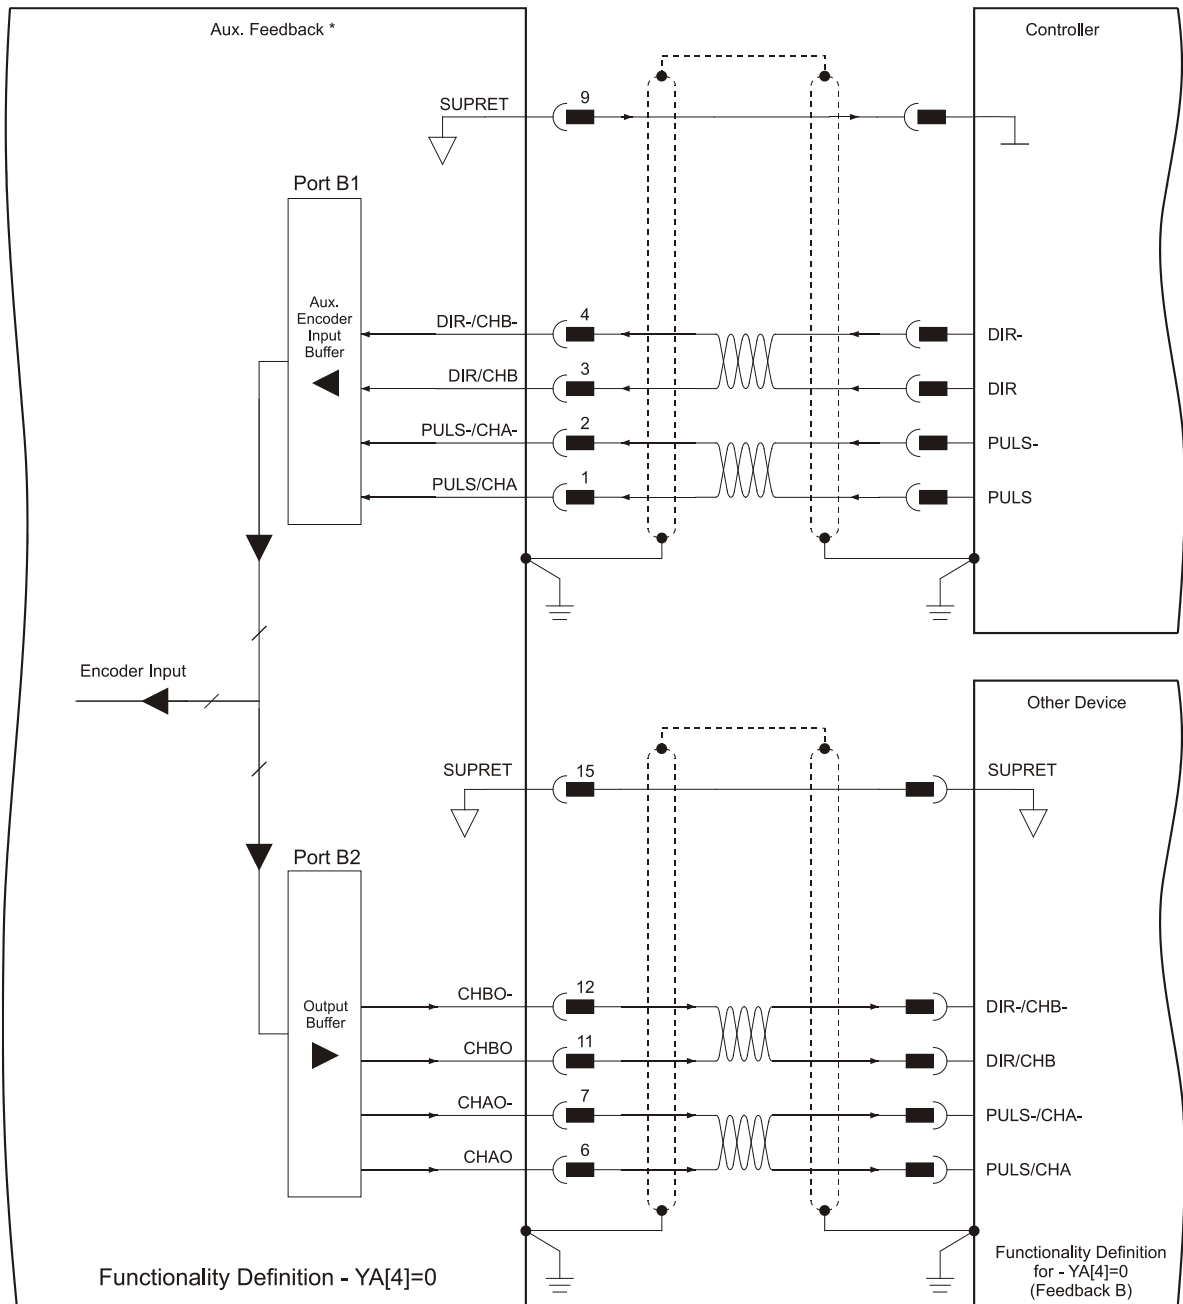 Aux. Feedback *
Controller
SUPRET
9
Port B1
Aux.
Encoder
Input
Buffer
DIR-/CHB-
4
DIR-
DIR/CHB
3
DIR
PULS-/CHA-
2
PULS-
PULS/CHA
1
PULS
Encoder Input
Other Device
SUPRET
15
SUPRET
Port B2
Output
Buffer
CHBO-
12
DIR-/CHB-
CHBO
11
DIR/CHB
CHAO-
7
PULS-/CHA-
CHAO
6
PULS/CHA
Functionality Definition - YA[4]=0
Functionality Definition
for - YA[4]=0
(Feedback B)